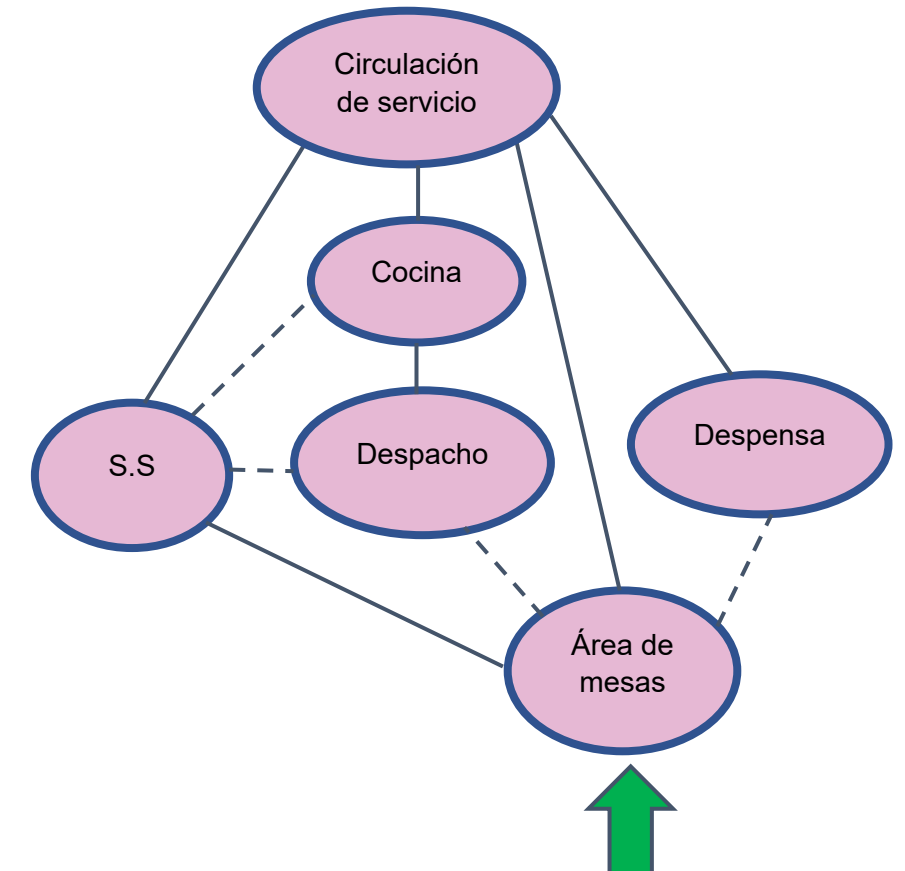 Circulación
de servicio
Cocina
Despensa
Despacho
S.S
Área de
mesas